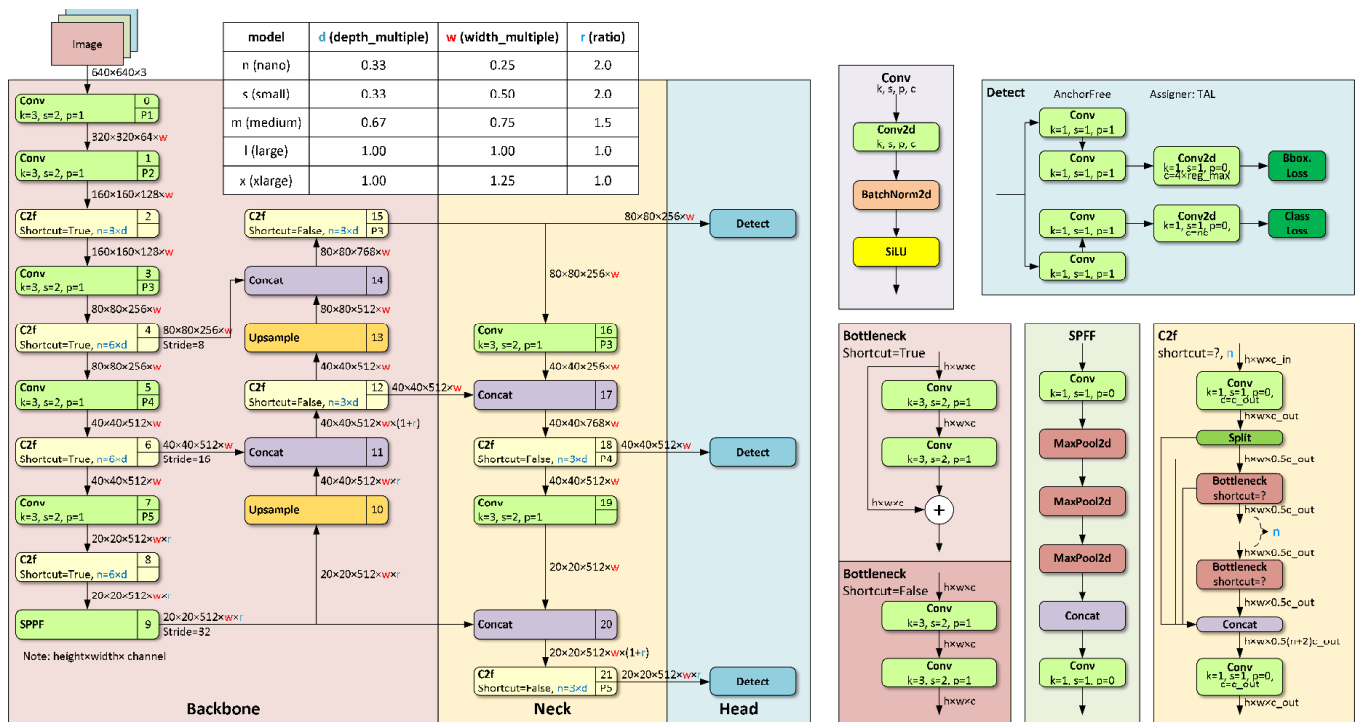 Image
640×640×3
model d (depth_multiple) w (width_multiple) r (ratio)
n (nano) 0.33 0.25 2.0
s (small) 0.33 0.50 2.0
m (medium) 0.67 0.75 1.5
l (large) 1.00 1.00 1.0
x (xlarge) 1.00 1.25 1.0
Conv 0
k=3, s=2, p=1 P1
320×320×64×w
Conv 1
k=3, s=2, p=1 P2
160×160×128×w
C2f 2
Shortcut=True, n=3×d
160×160×128×w
Conv 3
k=3, s=2, p=1 P3
80×80×256×w
C2f 4
Shortcut=True, n=6×d
80×80×256×w
Stride=8
80×80×256×w
Conv 5
k=3, s=2, p=1 P4
40×40×512×w
C2f 6
Shortcut=True, n=6×d
40×40×512×w
Stride=16
40×40×512×w
Conv 7
k=3, s=2, p=1 P5
20×20×512×w×r
C2f 8
Shortcut=True, n=6×d
20×20×512×w×r
SPPF 9
20×20×512×w×r
Stride=32
Note: height×width× channel
Backbone
C2f 15
Shortcut=False, n=3×d P3
80×80×768×w
Concat 14
80×80×512×w
Upsample 13
40×40×512×w
C2f 12
Shortcut=False, n=3×d
40×40×512×w
40×40×512×w×(1+r)
Concat 11
40×40×512×w×r
Upsample 10
20×20×512×w×r
80×80×256×w
80×80×256×w
Conv 16
k=3, s=2, p=1 P3
40×40×256×w
Concat 17
40×40×768×w
C2f 18
Shortcut=False, n=3×d P4
40×40×512×w
40×40×512×w
Conv 19
k=3, s=2, p=1
20×20×512×w
Concat 20
20×20×512×w×(1+r)
C2f 21
Shortcut=False, n=3×d P5
20×20×512×w×r
Neck
Detect
Detect
Detect
Head
Conv
k, s, p, c
Conv2d
k, s, p, c
BatchNorm2d
SiLU
Detect AnchorFree Assigner: TAL
Conv
k=1, s=1, p=1
Conv
k=1, s=1, p=1
Conv2d
k=1, s=1, p=0,
c=4×reg_max
Bbox.
Loss
Conv
k=1, s=1, p=1
Conv2d
k=1, s=1, p=0,
c=nc
Class
Loss
Conv
k=1, s=1, p=1
Bottleneck
Shortcut=True
h×w×c
Conv
k=3, s=2, p=1
h×w×c
Conv
k=3, s=2, p=1
h×w×c
+
Bottleneck
Shortcut=False
h×w×c
Conv
k=3, s=2, p=1
h×w×c
Conv
k=3, s=2, p=1
h×w×c
SPFF
Conv
k=1, s=1, p=0
MaxPool2d
MaxPool2d
MaxPool2d
Concat
Conv
k=1, s=1, p=0
C2f
shortcut=?, n
h×w×c_in
Conv
k=1, s=1, p=0,
c=c_out
h×w×c_out
Split
h×w×0.5c_out
Bottleneck
shortcut=?
h×w×0.5c_out
n
h×w×0.5c_out
Bottleneck
shortcut=?
h×w×0.5c_out
Concat
h×w×0.5(n+2)c_out
Conv
k=1, s=1, p=0,
c=c_out
h×w×c_out